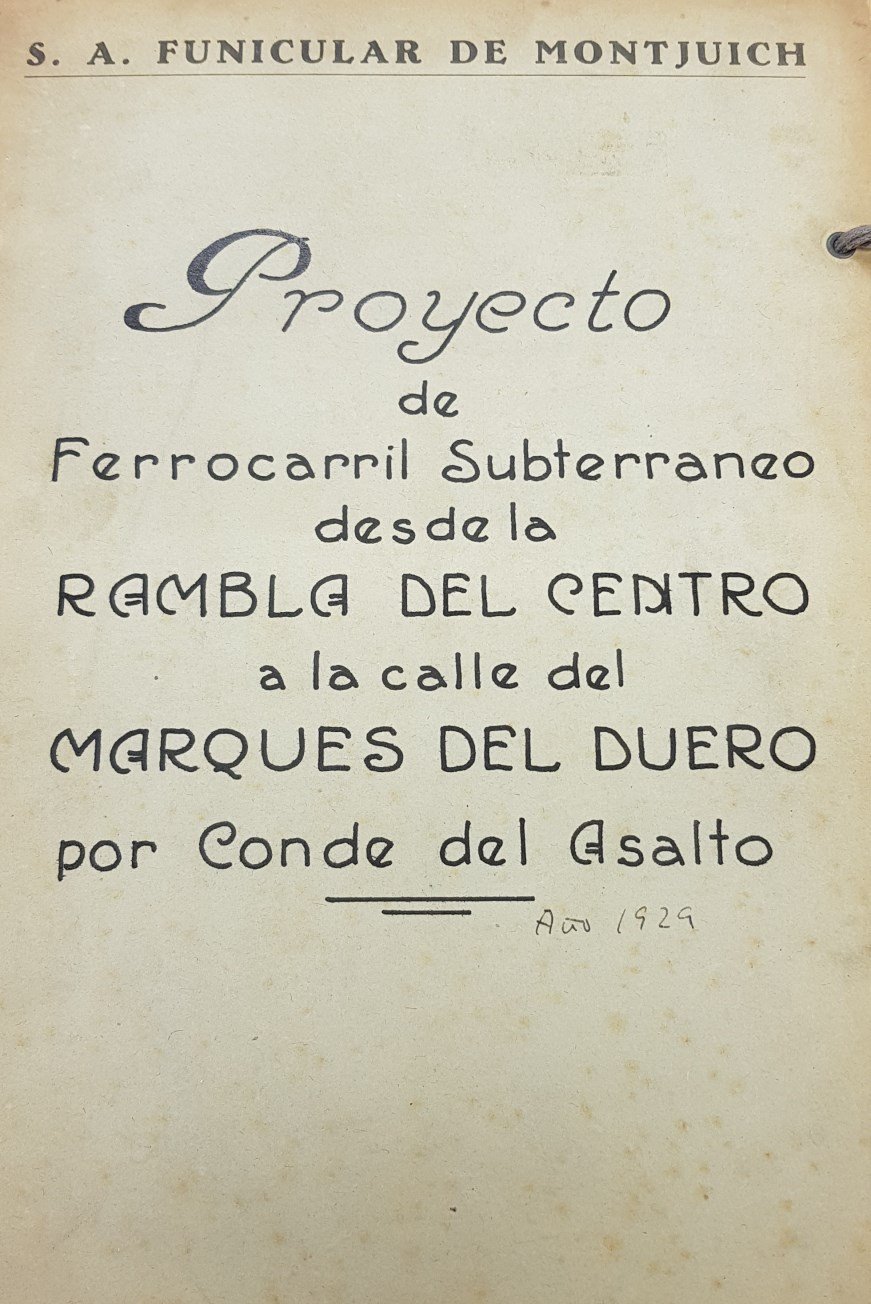 S. A. FUNICULAR DE MONTJUICH
Proyecto
de
Ferrocarril Subterraneo
desde la
RAMBLA DEL CENTRO
a la calle del
MARQUES DEL DUERO
por Conde del Asalto
Año 1929